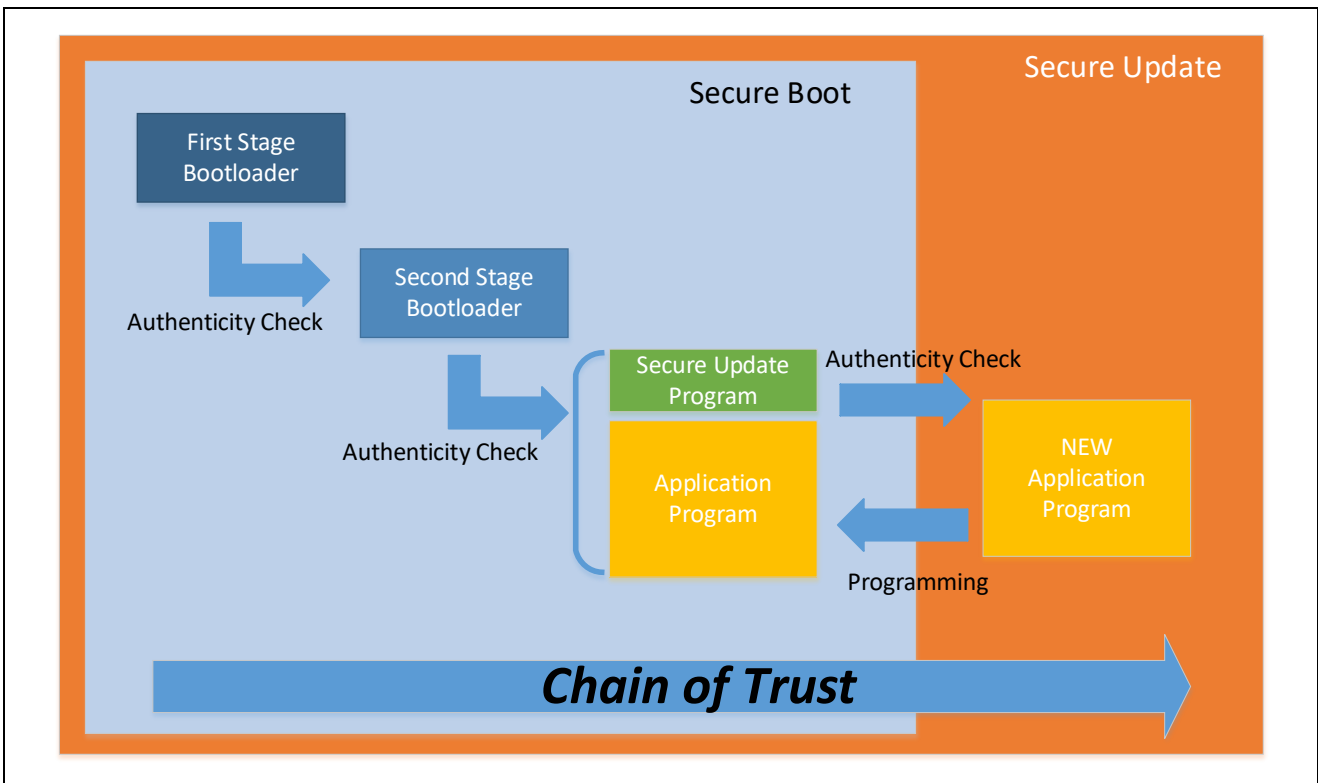 Secure Update
Secure Boot
First Stage
Bootloader
Authenticity Check
Second Stage
Bootloader
Authenticity Check
Secure Update
Program
Application
Program
Authenticity Check
NEW
Application
Program
Programming
Chain of Trust